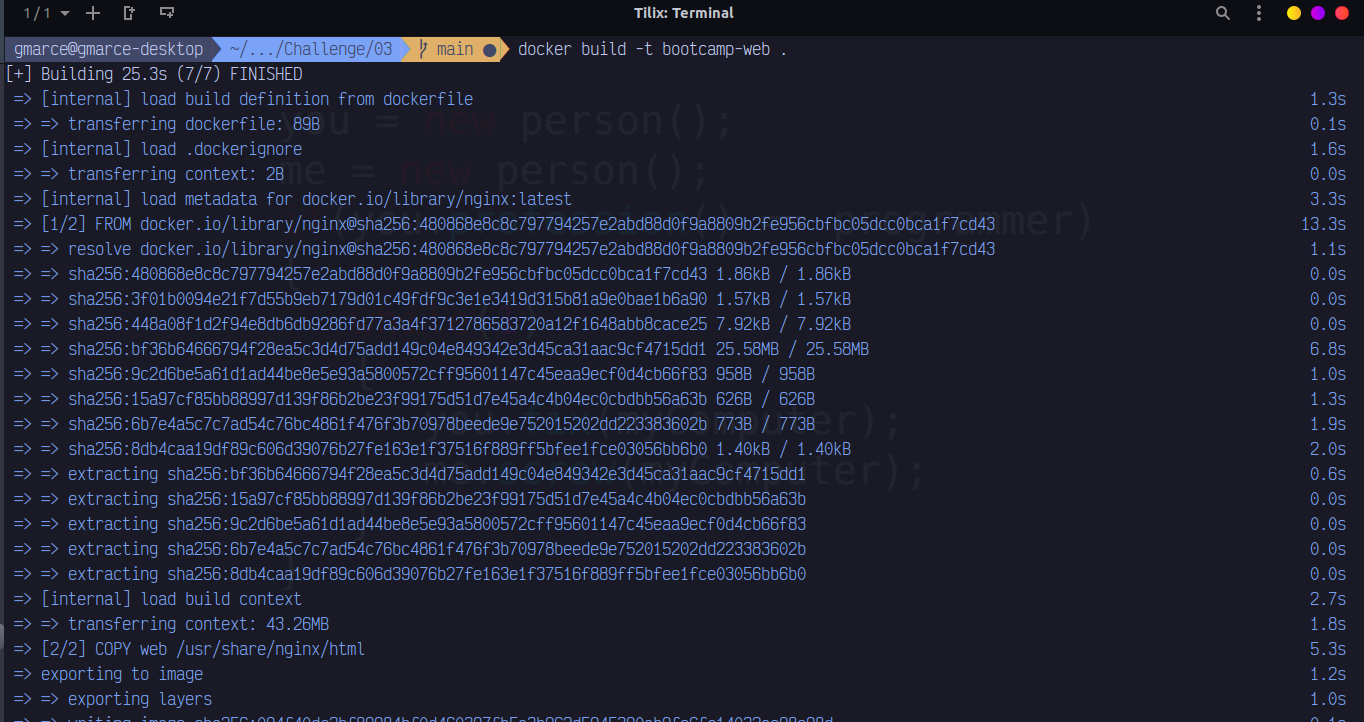 1 / 1
Tilix: Terminal
gmarce@gmarce-desktop ~/.../Challenge/03 main docker build -t bootcamp-web .
[+] Building 25.3s (7/7) FINISHED
=> [internal] load build definition from dockerfile 1.3s
=> => transferring dockerfile: 89B 0.1s
=> [internal] load .dockerignore 1.6s
=> => transferring context: 2B 0.0s
=> [internal] load metadata for docker.io/library/nginx:latest 3.3s
=> [1/2] FROM docker.io/library/nginx@sha256:480868e8c8c797794257e2abd88d0f9a8809b2fe956cbfbc05dcc0bca1f7cd43 13.3s
=> => resolve docker.io/library/nginx@sha256:480868e8c8c797794257e2abd88d0f9a8809b2fe956cbfbc05dcc0bca1f7cd43 1.1s
=> => sha256:480868e8c8c797794257e2abd88d0f9a8809b2fe956cbfbc05dcc0bca1f7cd43 1.86kB / 1.86kB 0.0s
=> => sha256:3f01b0094e21f7d55b9eb7179d01c49fdf9c3e1e3419d315b81a9e0bae1b6a90 1.57kB / 1.57kB 0.0s
=> => sha256:448a08f1d2f94e8db6db9286fd77a3a4f3712786583720a12f1648abb8cace25 7.92kB / 7.92kB 0.0s
=> => sha256:bf36b64666794f28ea5c3d4d75add149c04e849342e3d45ca31aac9cf4715dd1 25.58MB / 25.58MB 6.8s
=> => sha256:9c2d6be5a61d1ad44be8e5e93a5800572cff95601147c45eaa9ecf0d4cb66f83 958B / 958B 1.0s
=> => sha256:15a97cf85bb88997d139f86b2be23f99175d51d7e45a4c4b04ec0cbdbb56a63b 626B / 626B 1.3s
=> => sha256:6b7e4a5c7c7ad54c76bc4861f476f3b70978beede9e752015202dd223383602b 773B / 773B 1.9s
=> => sha256:8db4caa19df89c606d39076b27fe163e1f37516f889ff5bfee1fce03056bb6b0 1.40kB / 1.40kB 2.0s
=> => extracting sha256:bf36b64666794f28ea5c3d4d75add149c04e849342e3d45ca31aac9cf4715dd1 0.6s
=> => extracting sha256:15a97cf85bb88997d139f86b2be23f99175d51d7e45a4c4b04ec0cbdbb56a63b 0.0s
=> => extracting sha256:9c2d6be5a61d1ad44be8e5e93a5800572cff95601147c45eaa9ecf0d4cb66f83 0.0s
=> => extracting sha256:6b7e4a5c7c7ad54c76bc4861f476f3b70978beede9e752015202dd223383602b 0.0s
=> => extracting sha256:8db4caa19df89c606d39076b27fe163e1f37516f889ff5bfee1fce03056bb6b0 0.0s
=> [internal] load build context 2.7s
=> => transferring context: 43.26MB 1.8s
=> [2/2] COPY web /usr/share/nginx/html 5.3s
=> exporting to image 1.2s
=> => exporting layers 1.0s
you = new person();
me = new person();
programmer)
(myComputer);
(myComputer);